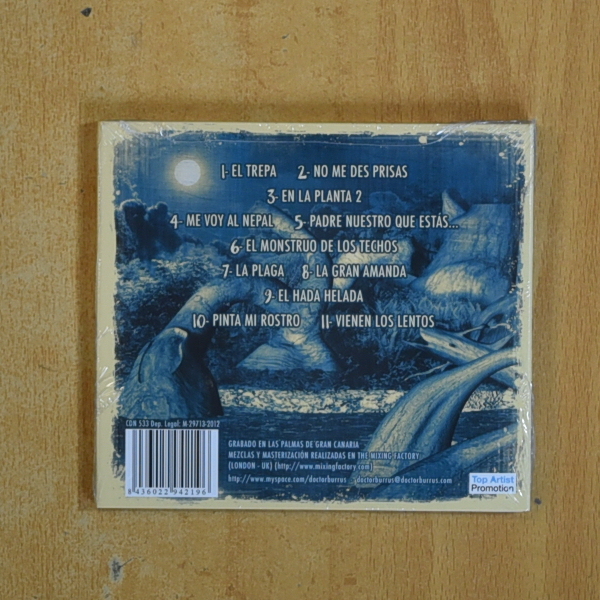 1- EL TREPA 2- NO ME DES PRISAS
3- EN LA PLANTA 2
4- ME VOY AL NEPAL 5- PADRE NUESTRO QUE ESTÁS...
6- EL MONSTRUO DE LOS TECHOS
7- LA PLAGA 8- LA GRAN AMANDA
9- EL HADA HELADA
10- PINTA MI ROSTRO 11- VIENEN LOS LENTOS
CDN 533 Dep. Legal: M-29713-2012
8 436022 942196
GRABADO EN LAS PALMAS DE GRAN CANARIA
MEZCLAS Y MASTERIZACIÓN REALIZADAS EN THE MIXING FACTORY
(LONDON - UK) (http://www.mixingfactory.com)
http://www.myspace.com/doctorburrus - doctorburrus@doctorburrus.com
Top Artist
Promotion